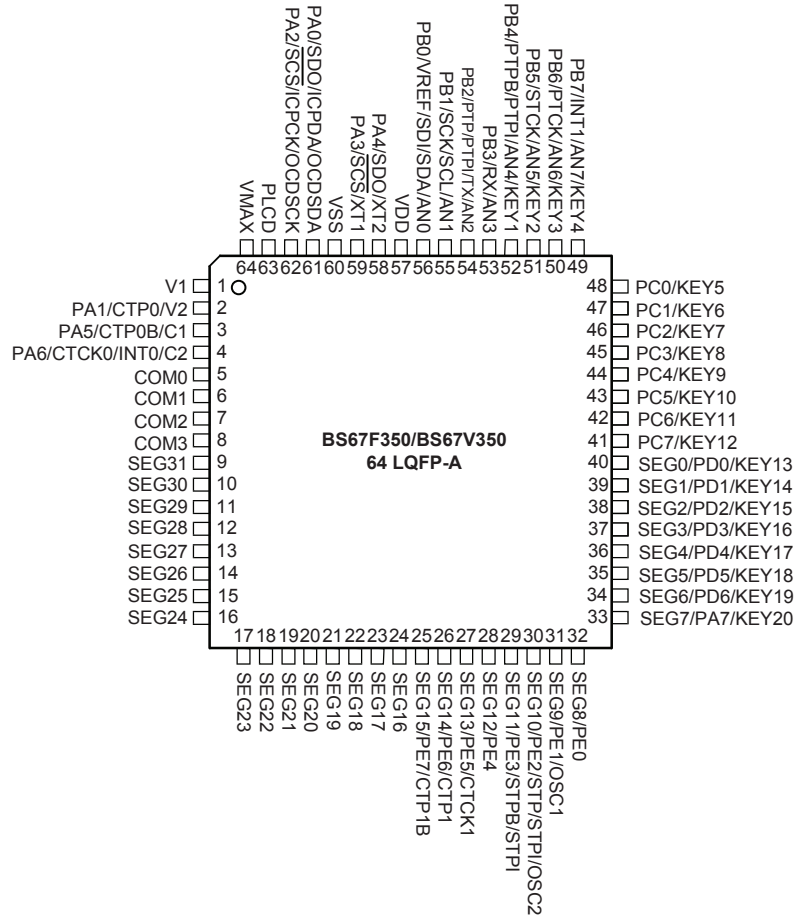 VMAX
PLCD
PA2/SCS/ICPCK/OCDSCK
PA0/SDO/ICPDA/OCDSDA
VSS
PA3/SCS/XT1
PA4/SDO/XT2
VDD
PB0/VREF/SDI/SDA/AN0
PB1/SCK/SCL/AN1
PB2/PTP/PTPI/TX/AN2
PB3/RX/AN3
PB4/PTPB/PTPI/AN4/KEY1
PB5/STCK/AN5/KEY2
PB6/PTCK/AN6/KEY3
PB7/INT1/AN7/KEY4
64 63 62 61 60 59 58 57 56 55 54 53 52 51 50 49
V1 1
PA1/CTP0/V2 2
PA5/CTP0B/C1 3
PA6/CTCK0/INT0/C2 4
COM0 5
COM1 6
COM2 7
COM3 8
SEG31 9
SEG30 10
SEG29 11
SEG28 12
SEG27 13
SEG26 14
SEG25 15
SEG24 16
BS67F350/BS67V350
64 LQFP-A
48 PC0/KEY5
47 PC1/KEY6
46 PC2/KEY7
45 PC3/KEY8
44 PC4/KEY9
43 PC5/KEY10
42 PC6/KEY11
41 PC7/KEY12
40 SEG0/PD0/KEY13
39 SEG1/PD1/KEY14
38 SEG2/PD2/KEY15
37 SEG3/PD3/KEY16
36 SEG4/PD4/KEY17
35 SEG5/PD5/KEY18
34 SEG6/PD6/KEY19
33 SEG7/PA7/KEY20
17 18 19 20 21 22 23 24 25 26 27 28 29 30 31 32
SEG23
SEG22
SEG21
SEG20
SEG19
SEG18
SEG17
SEG16
SEG15/PE7/CTP1B
SEG14/PE6/CTP1
SEG13/PE5/CTCK1
SEG12/PE4
SEG11/PE3/STPB/STPI
SEG10/PE2/STP/STPI/OSC2
SEG9/PE1/OSC1
SEG8/PE0